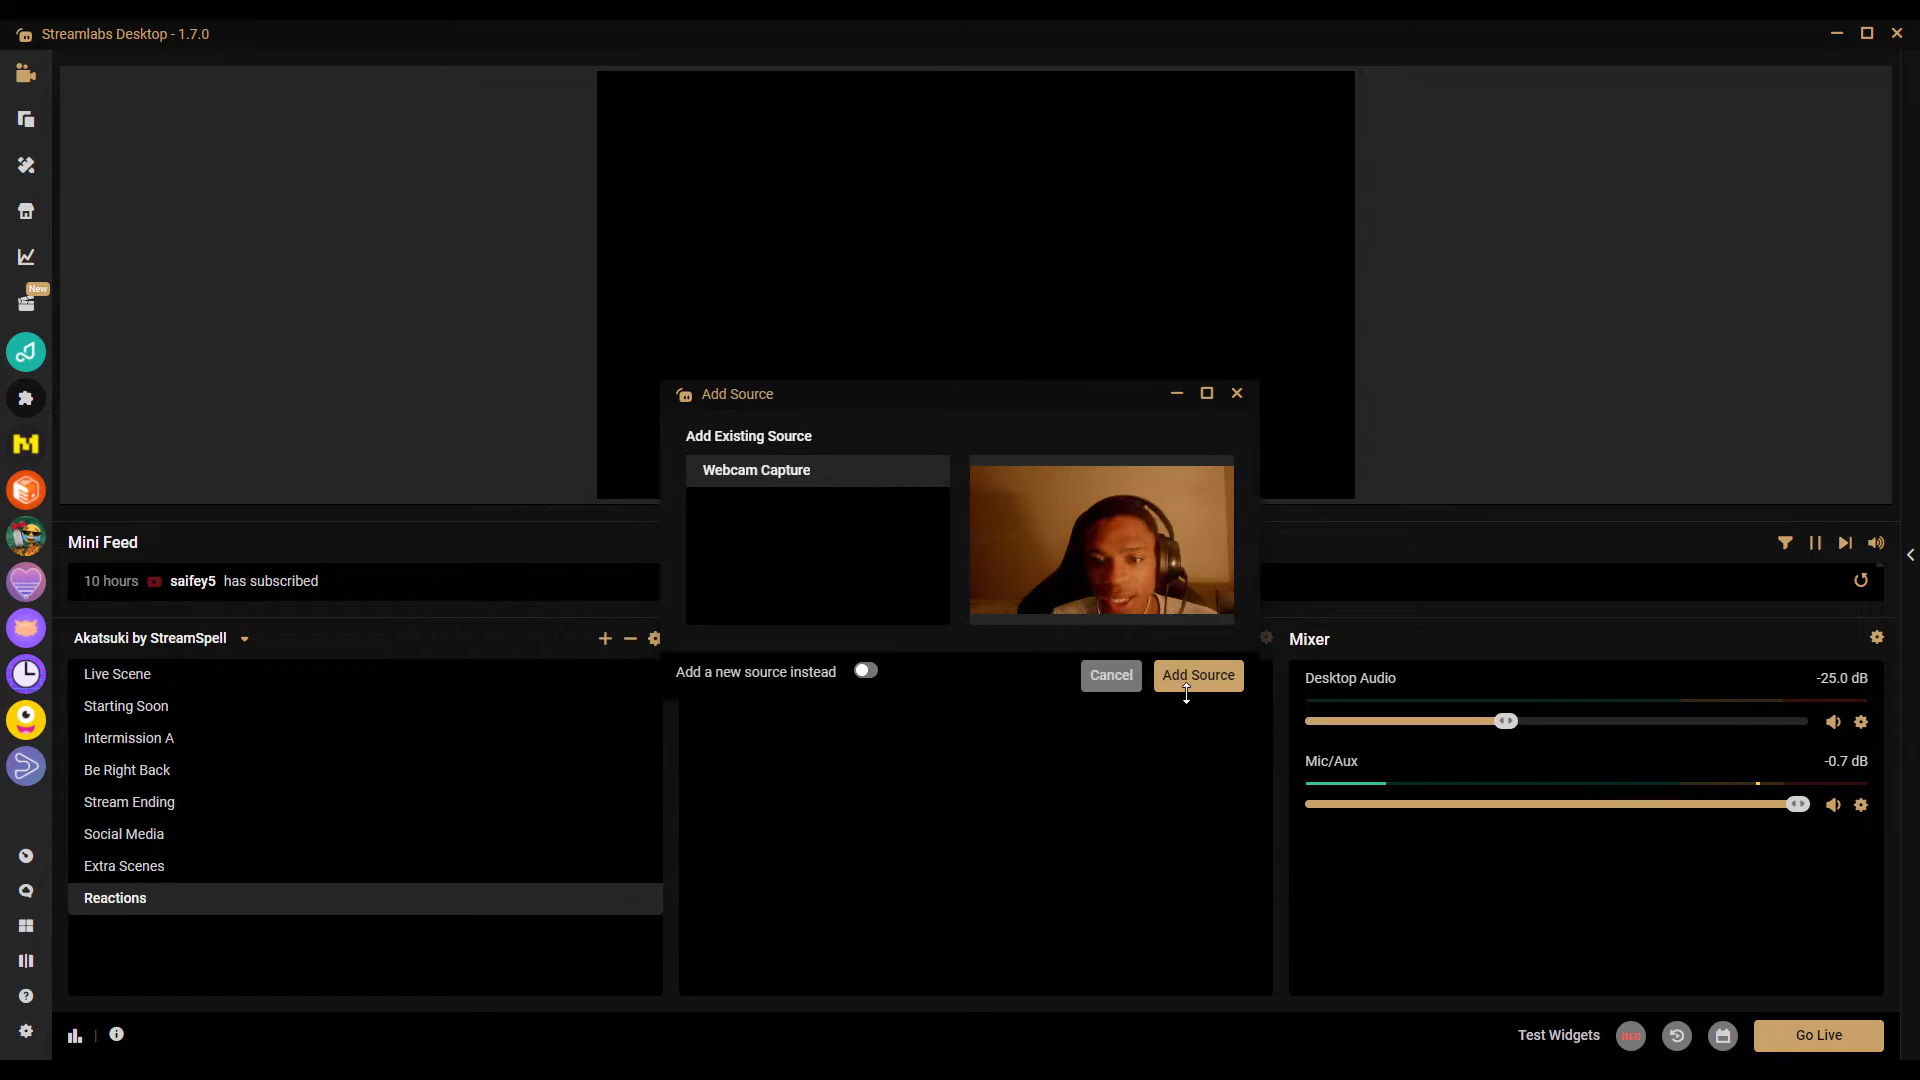 Streamlabs Desktop - 1.7.0
New
Add Source
Add Existing Source
Webcam Capture
Mini Feed
10 hours saifey5 has subscribed
Akatsuki by StreamSpell
Live Scene
Starting Soon
Intermission A
Be Right Back
Stream Ending
Social Media
Extra Scenes
Reactions
Add a new source instead
Cancel
Add Source
Mixer
Desktop Audio
-25.0 dB
Mic/Aux
-0.7 dB
Test Widgets
REC
Go Live